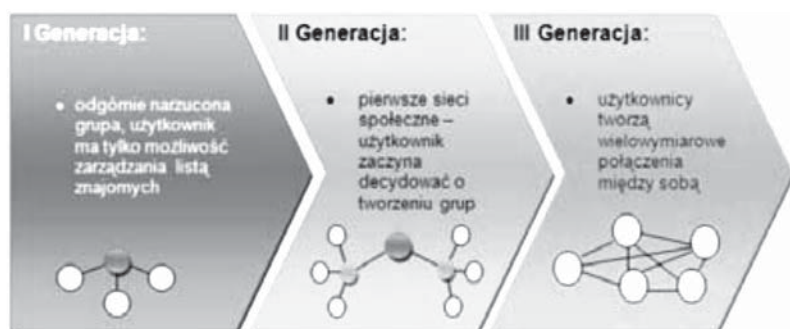 I Generacja:
• odgórnie narzucona
grupa, użytkownik
ma tylko możliwość
zarządzania listą
znajomych
II Generacja:
• pierwsze sieci
społeczne –
użytkownik
zaczyna
decydować o
tworzeniu grup
III Generacja:
• użytkownicy
tworzą
wielowymiarowe
połączenia
między sobą